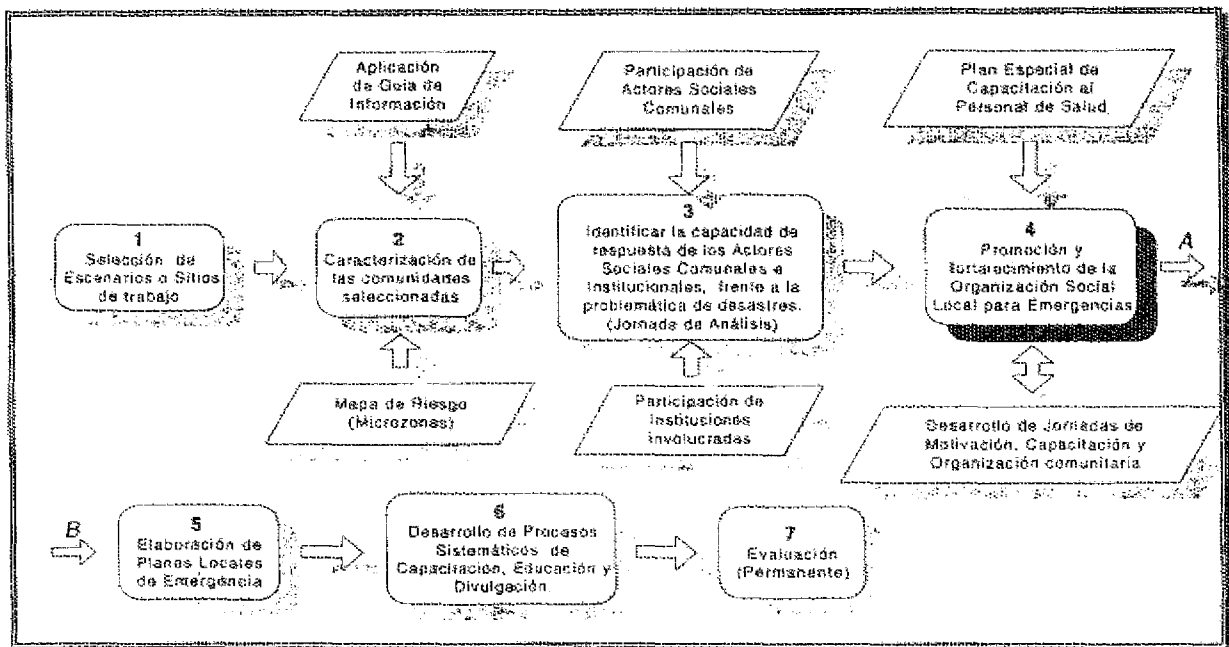 Aplicación
de Guía de
Información
Participación de
Actores Sociales
Comunales
Plan Especial de
Capacitación al
Personal de Salud
1
Selección de
Escenarios o Sitios
de trabajo
2
Caracterización de
las comunidades
seleccionadas
3
Identificar la capacidad de
respuesta de los Actores
Sociales Comunales e
Institucionales, frente a la
problemática de desastres.
(Jornada de Análisis)
4
Promoción y
fortalecimiento de la
Organización Social
Local para Emergencias
A
Mapa de Riesgo
(Microzonas)
Participación de
Instituciones
involucradas
Desarrollo de Jornadas de
Motivación, Capacitación y
Organización comunitaria
B
5
Elaboración de
Planes Locales
de Emergencia
6
Desarrollo de Procesos
Sistemáticos de
Capacitación, Educación y
Divulgación
7
Evaluación
(Permanente)